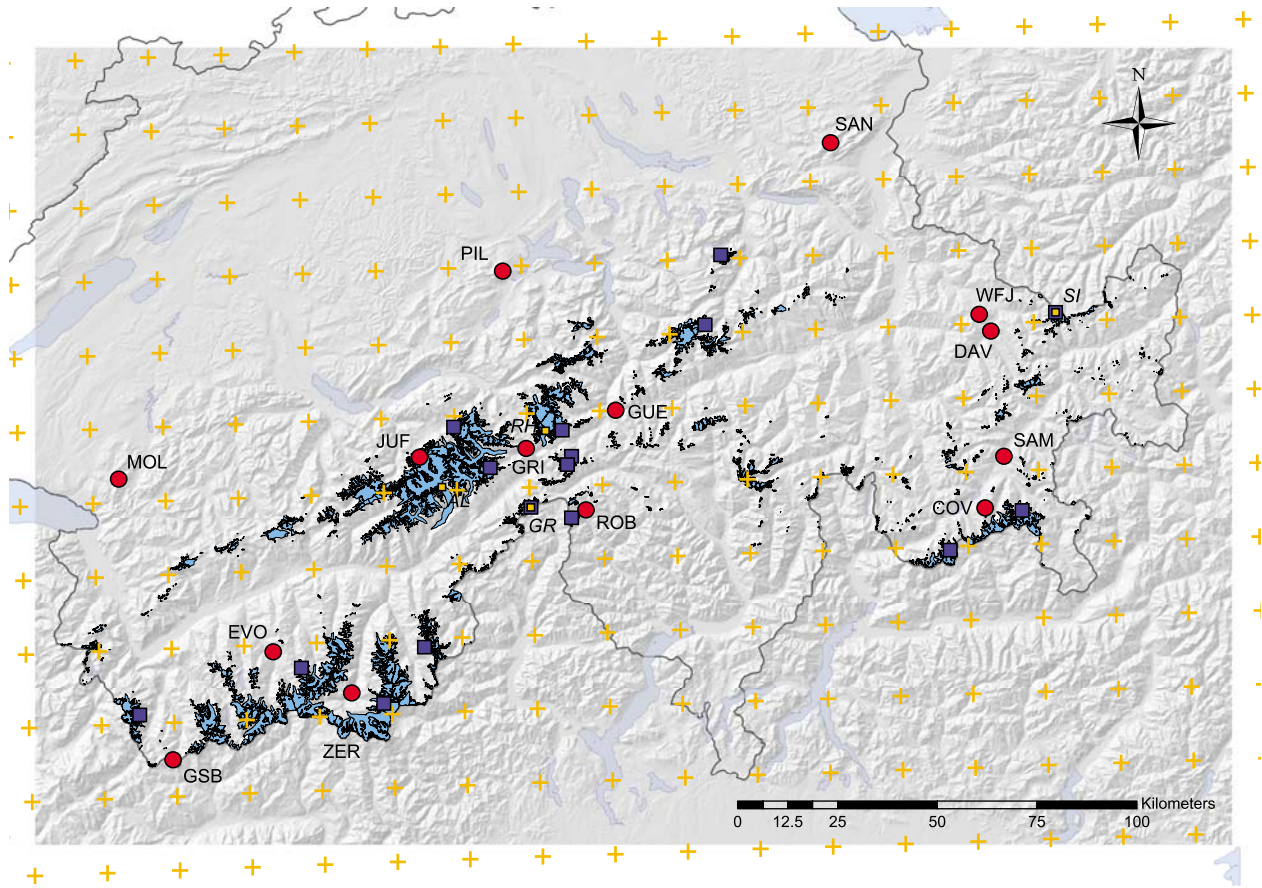 N
SAN
PIL
WFJ
SI
DAV
GUE
RH
JUF
GRI
SAM
MOL
GR
ROB
COV
EVO
ZER
GSB
Kilometers
0 12.5 25 50 75 100